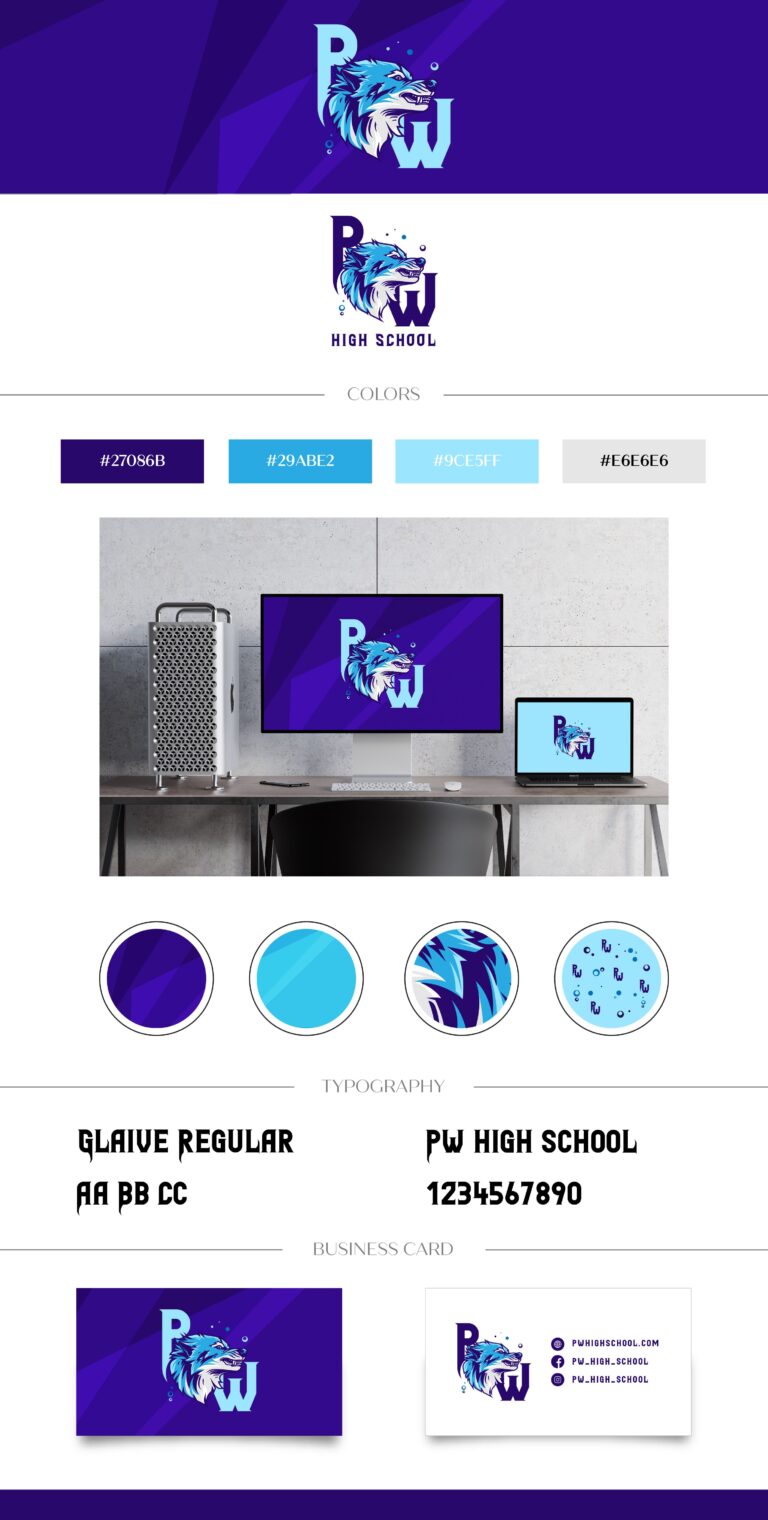 PW
PW
HIGH SCHOOL
COLORS
#27086B
#29ABE2
#9CE5FF
#E6E6E6
PW
PW
PW
PW
PW
PW
PW
TYPOGRAPHY
GLAIVE REGULAR
PW HIGH SCHOOL
AA BB CC
1234567890
BUSINESS CARD
PW
PW
PWHIGHSCHOOL.COM
PW_HIGH_SCHOOL
PW_HIGH_SCHOOL